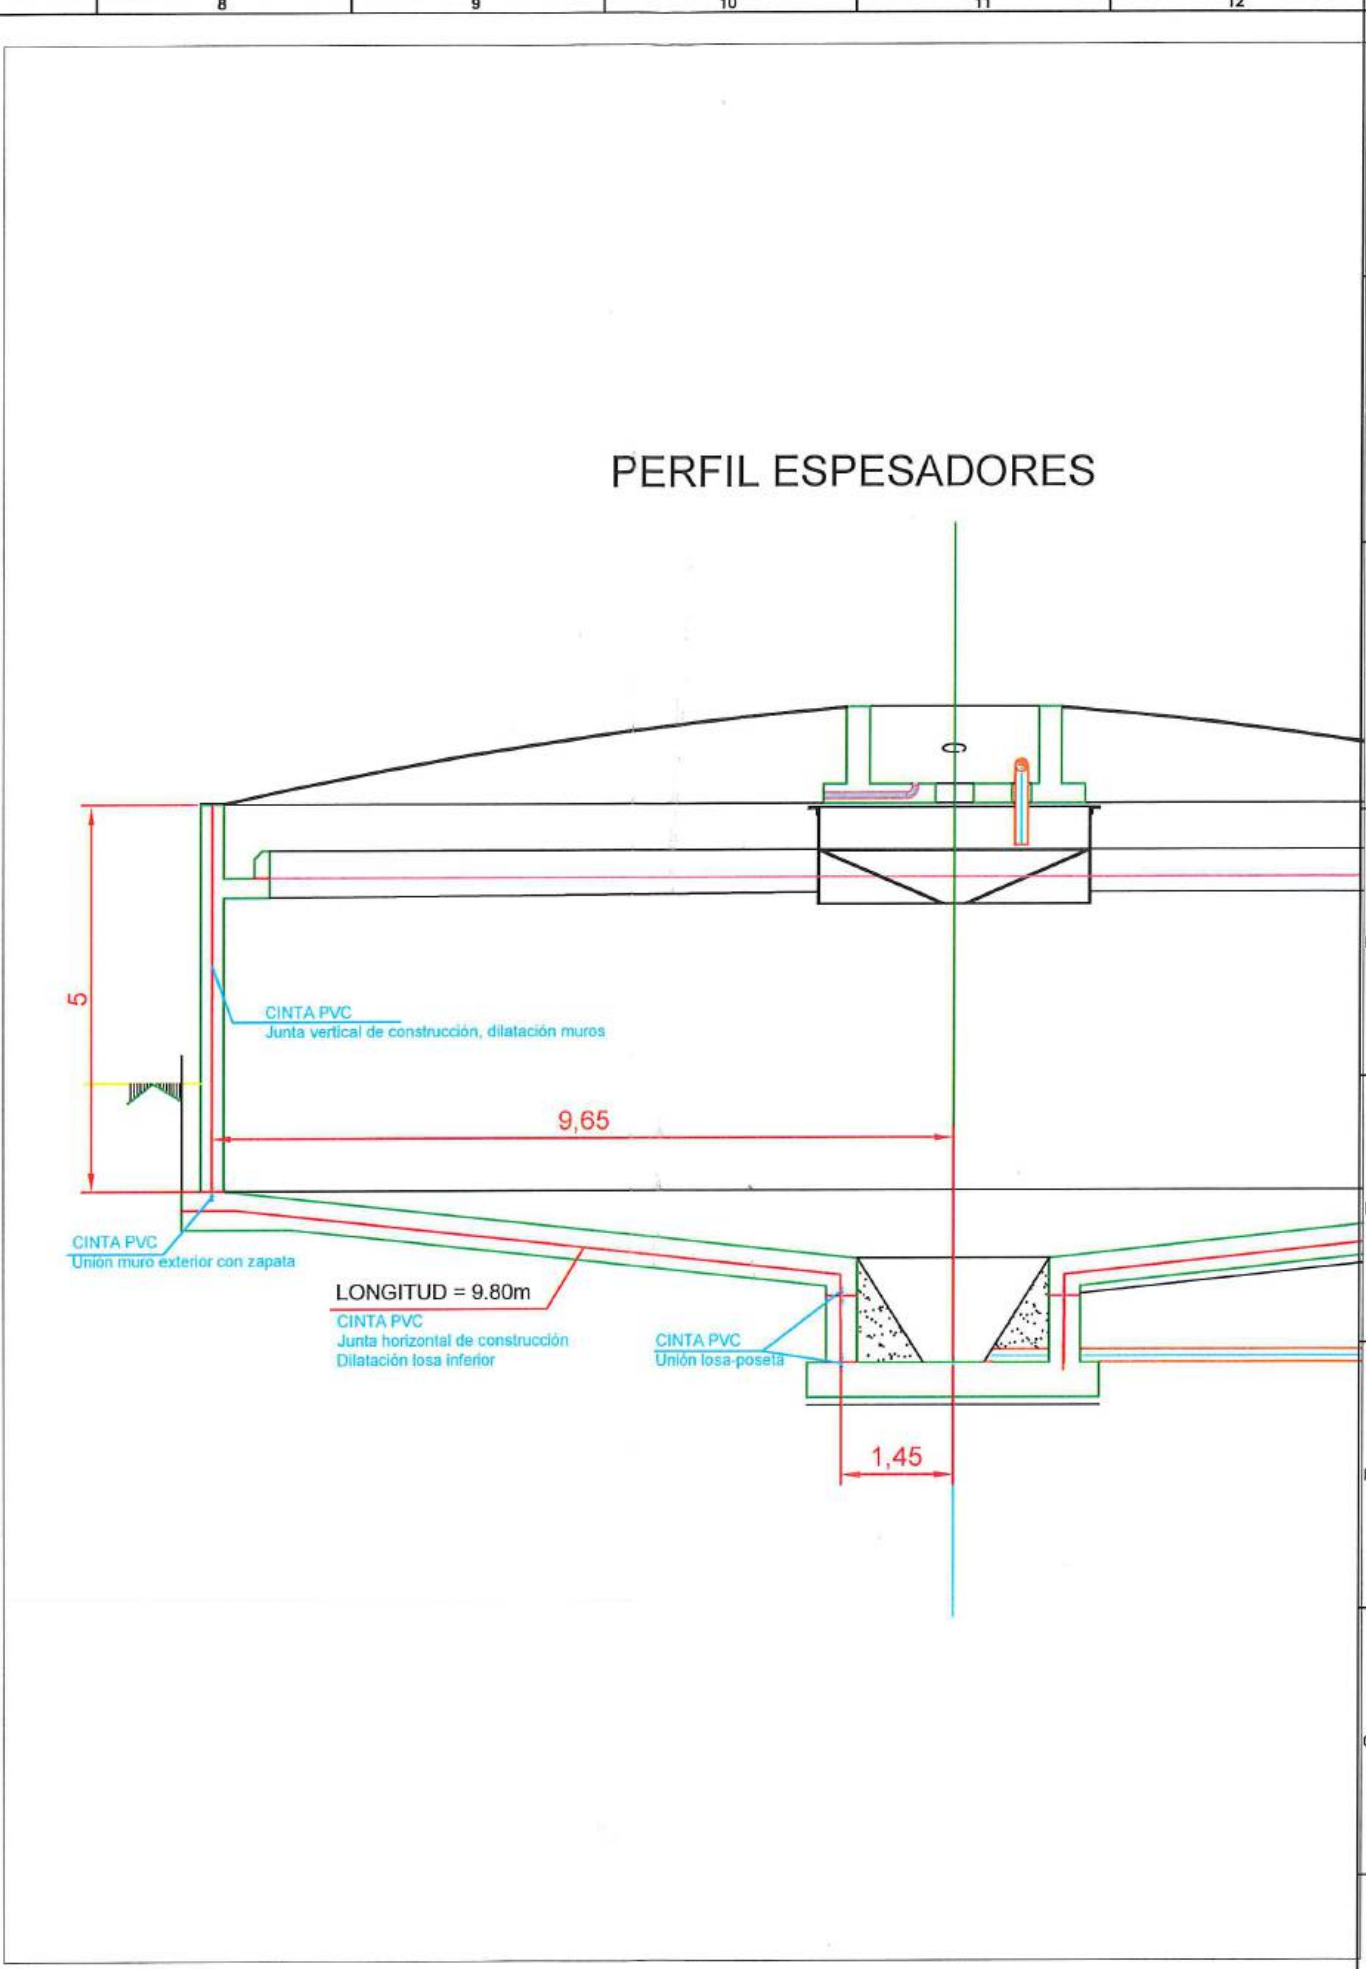 8 9 10 11 12
PERFIL ESPESADORES
5
CINTA PVC
Junta vertical de construcción, dilatación muros
9,65
CINTA PVC
Unión muro exterior con zapata
LONGITUD = 9.80m
CINTA PVC
Junta horizontal de construcción
Dilatación losa inferior
CINTA PVC
Unión losa-poseta
1,45